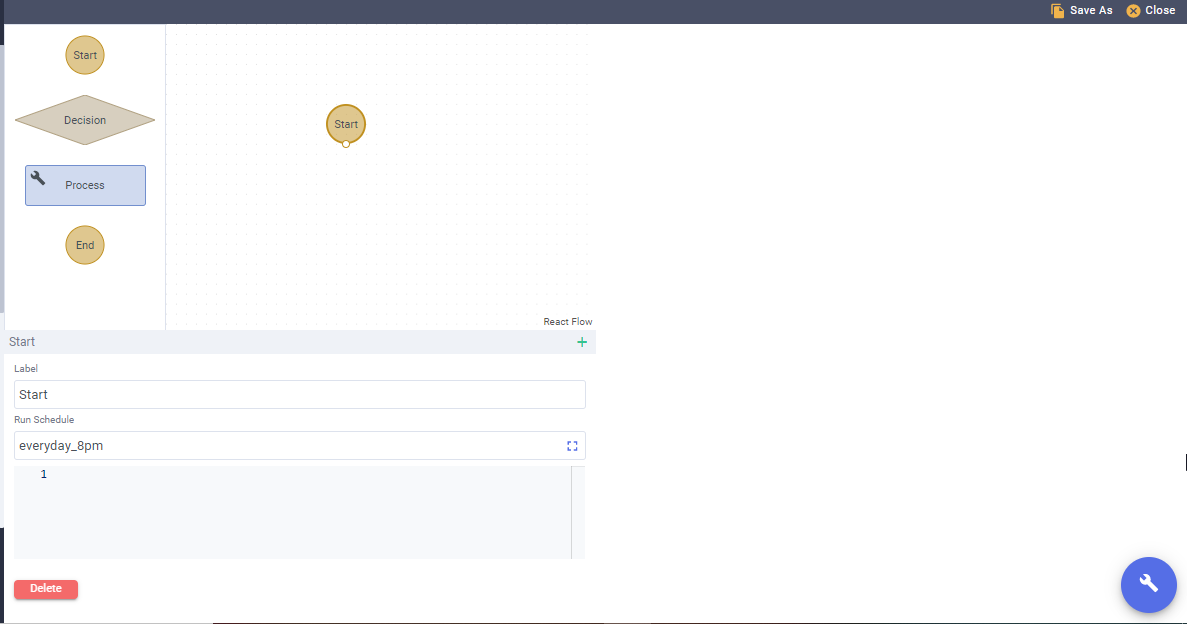 Save As
Close
Start
Decision
Process
End
Start
React Flow
Start
+
Label
Start
Run Schedule
everyday_8pm
1
Delete